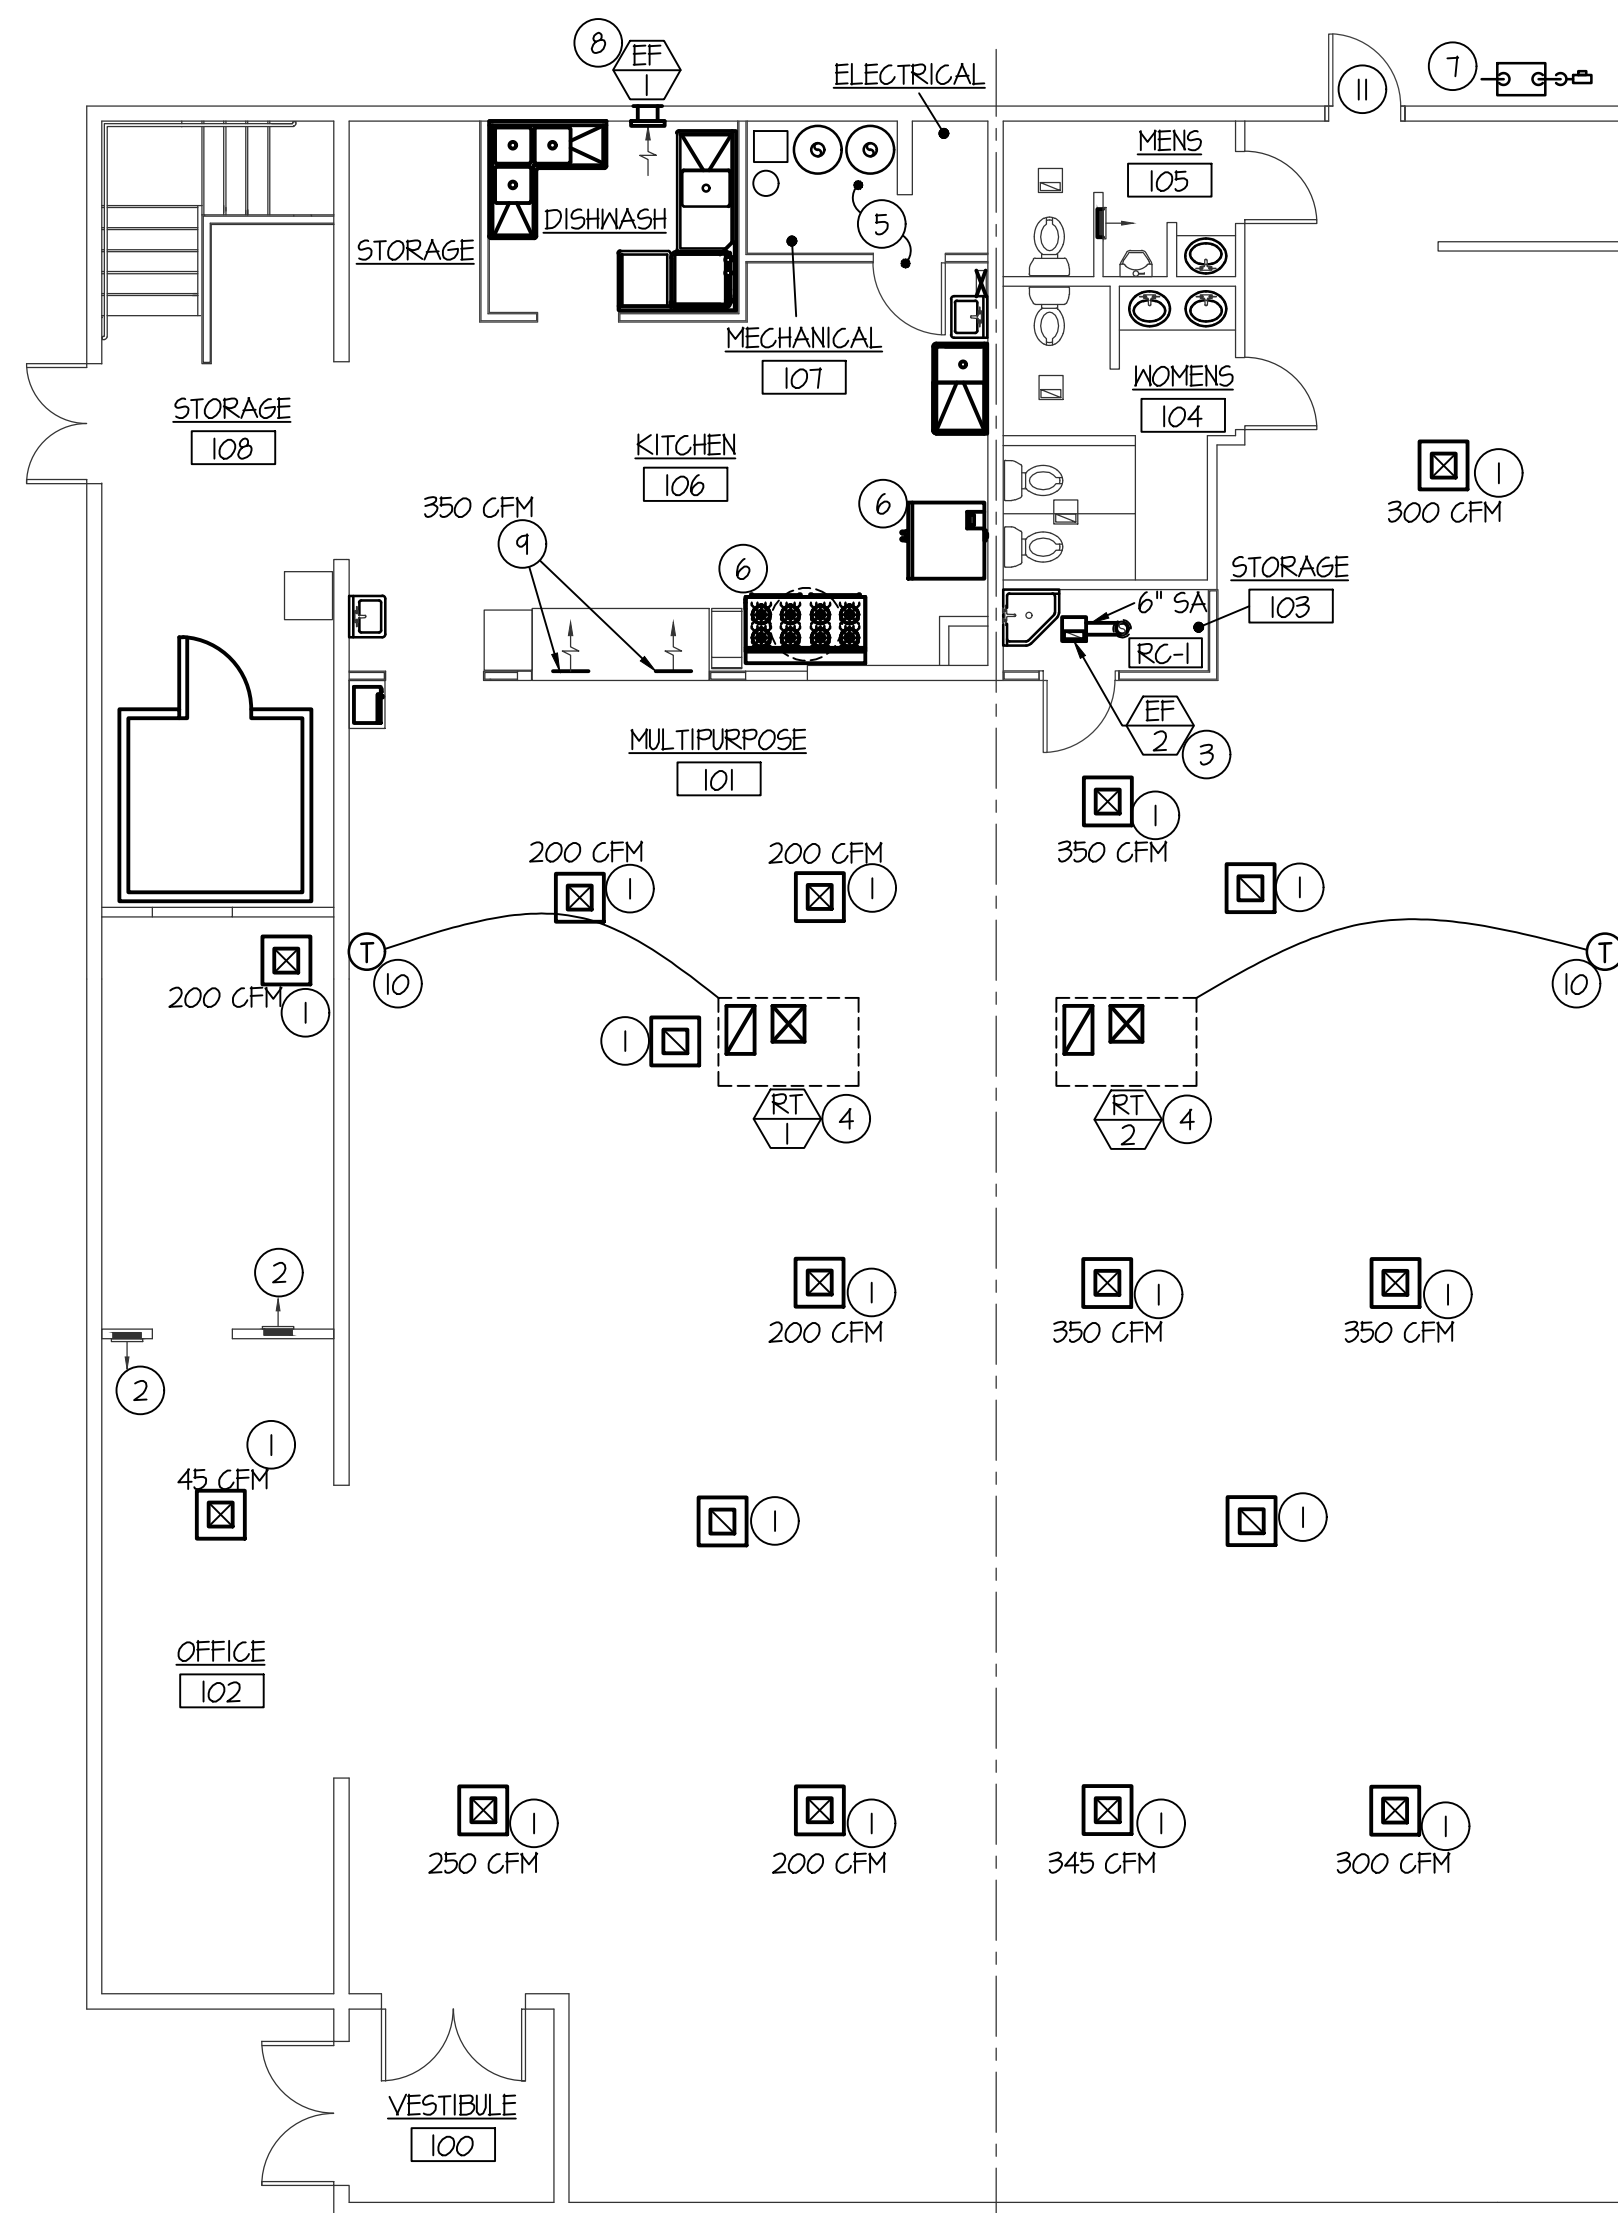 8
EF
1
7
11
ELECTRICAL
MENS
105
5
DISHWASH
STORAGE
MECHANICAL
107
WOMENS
104
STORAGE
108
KITCHEN
106
350 CFM
9
6
6
1
300 CFM
STORAGE
103
6" SA
RC-1
EF
2
3
MULTIPURPOSE
101
1
350 CFM
200 CFM
1
200 CFM
1
1
T
10
T
10
200 CFM
1
1
RT
1
4
RT
2
4
2
1
200 CFM
1
350 CFM
1
350 CFM
2
1
45 CFM
1
1
OFFICE
102
1
250 CFM
1
200 CFM
1
345 CFM
1
300 CFM
VESTIBULE
100